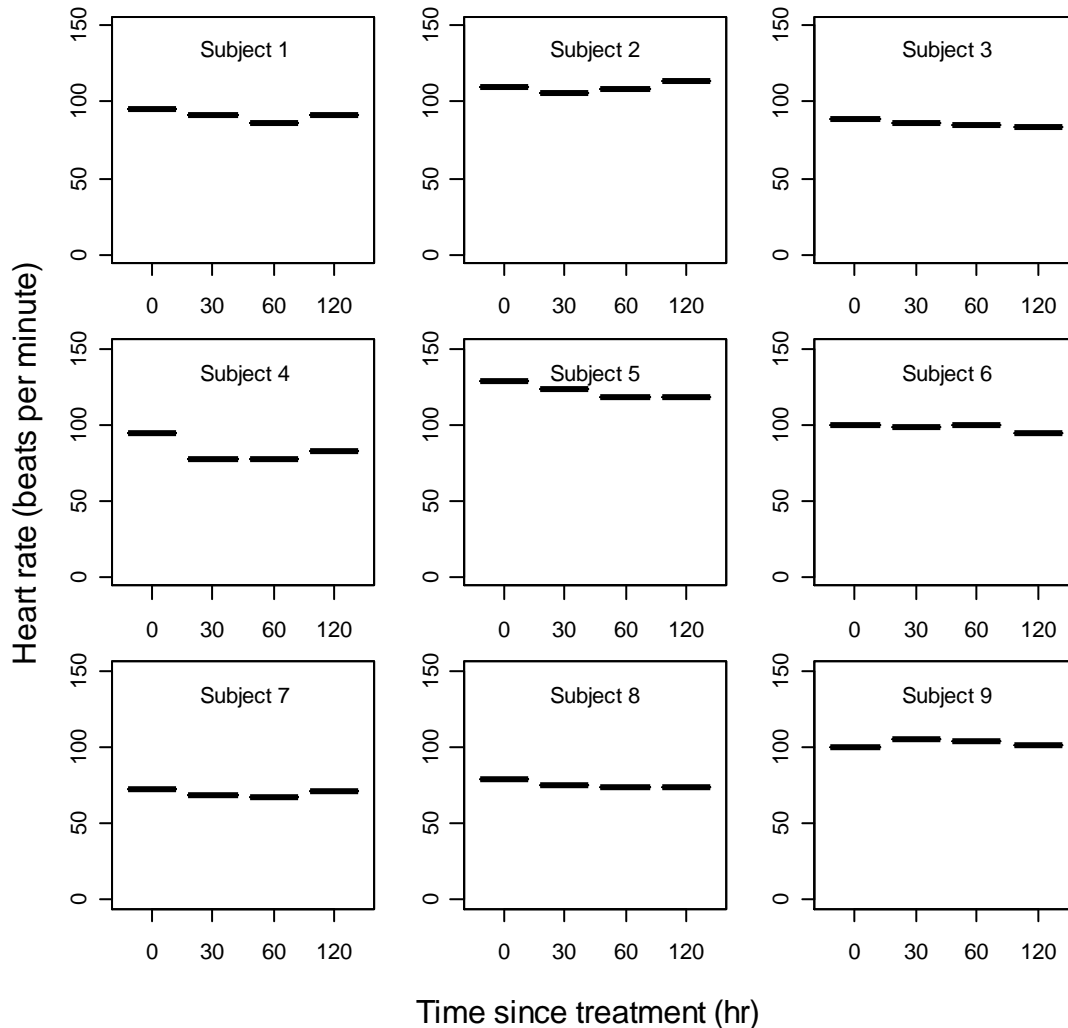 Heart rate (beats per minute)
Subject 1
150
100
50
0
0 30 60 120
Subject 2
150
100
50
0
0 30 60 120
Subject 3
150
100
50
0
0 30 60 120
Subject 4
150
100
50
0
0 30 60 120
Subject 5
150
100
50
0
0 30 60 120
Subject 6
150
100
50
0
0 30 60 120
Subject 7
150
100
50
0
0 30 60 120
Subject 8
150
100
50
0
0 30 60 120
Subject 9
150
100
50
0
0 30 60 120
Time since treatment (hr)